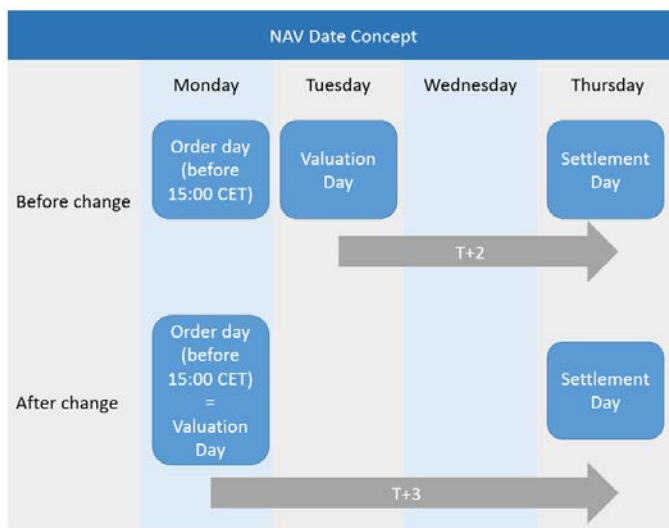 NAV Date Concept
Monday Tuesday Wednesday Thursday
Before change
Order day
(before
15:00 CET)
Valuation
Day
Settlement
Day
T+2
After change
Order day
(before
15:00 CET)
=
Valuation
Day
Settlement
Day
T+3